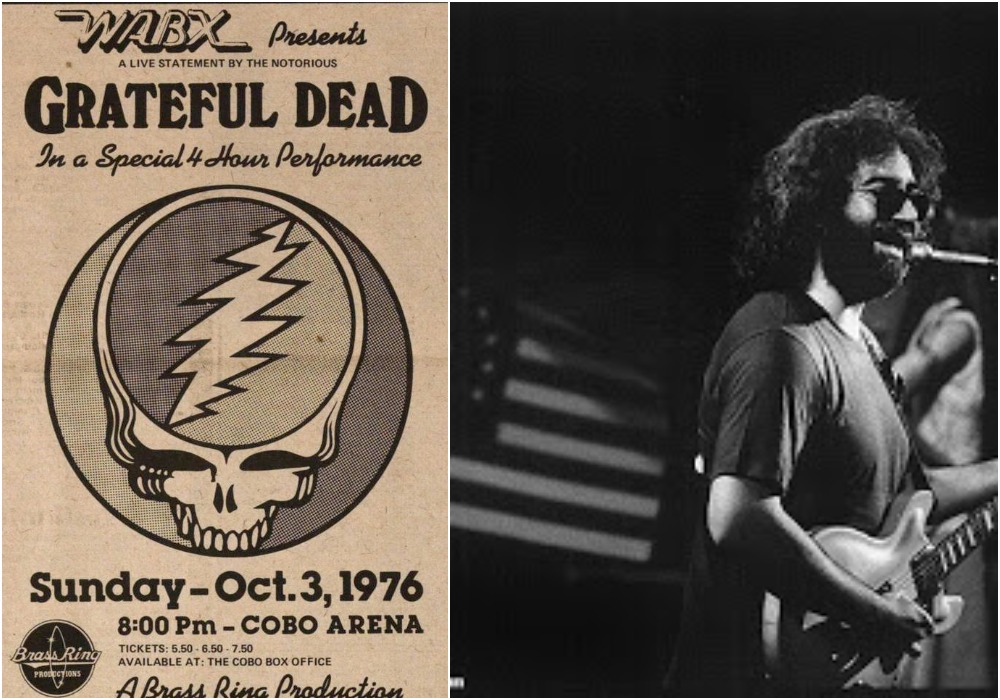 WABX Presents
A LIVE STATEMENT BY THE NOTORIOUS
GRATEFUL DEAD
In a Special 4 Hour Performance
Sunday – Oct. 3, 1976
8:00 Pm – COBO ARENA
TICKETS: 5.50 - 6.50 - 7.50
AVAILABLE AT: THE COBO BOX OFFICE
Brass Ring
PRODUCTIONS
A Brass Ring Production